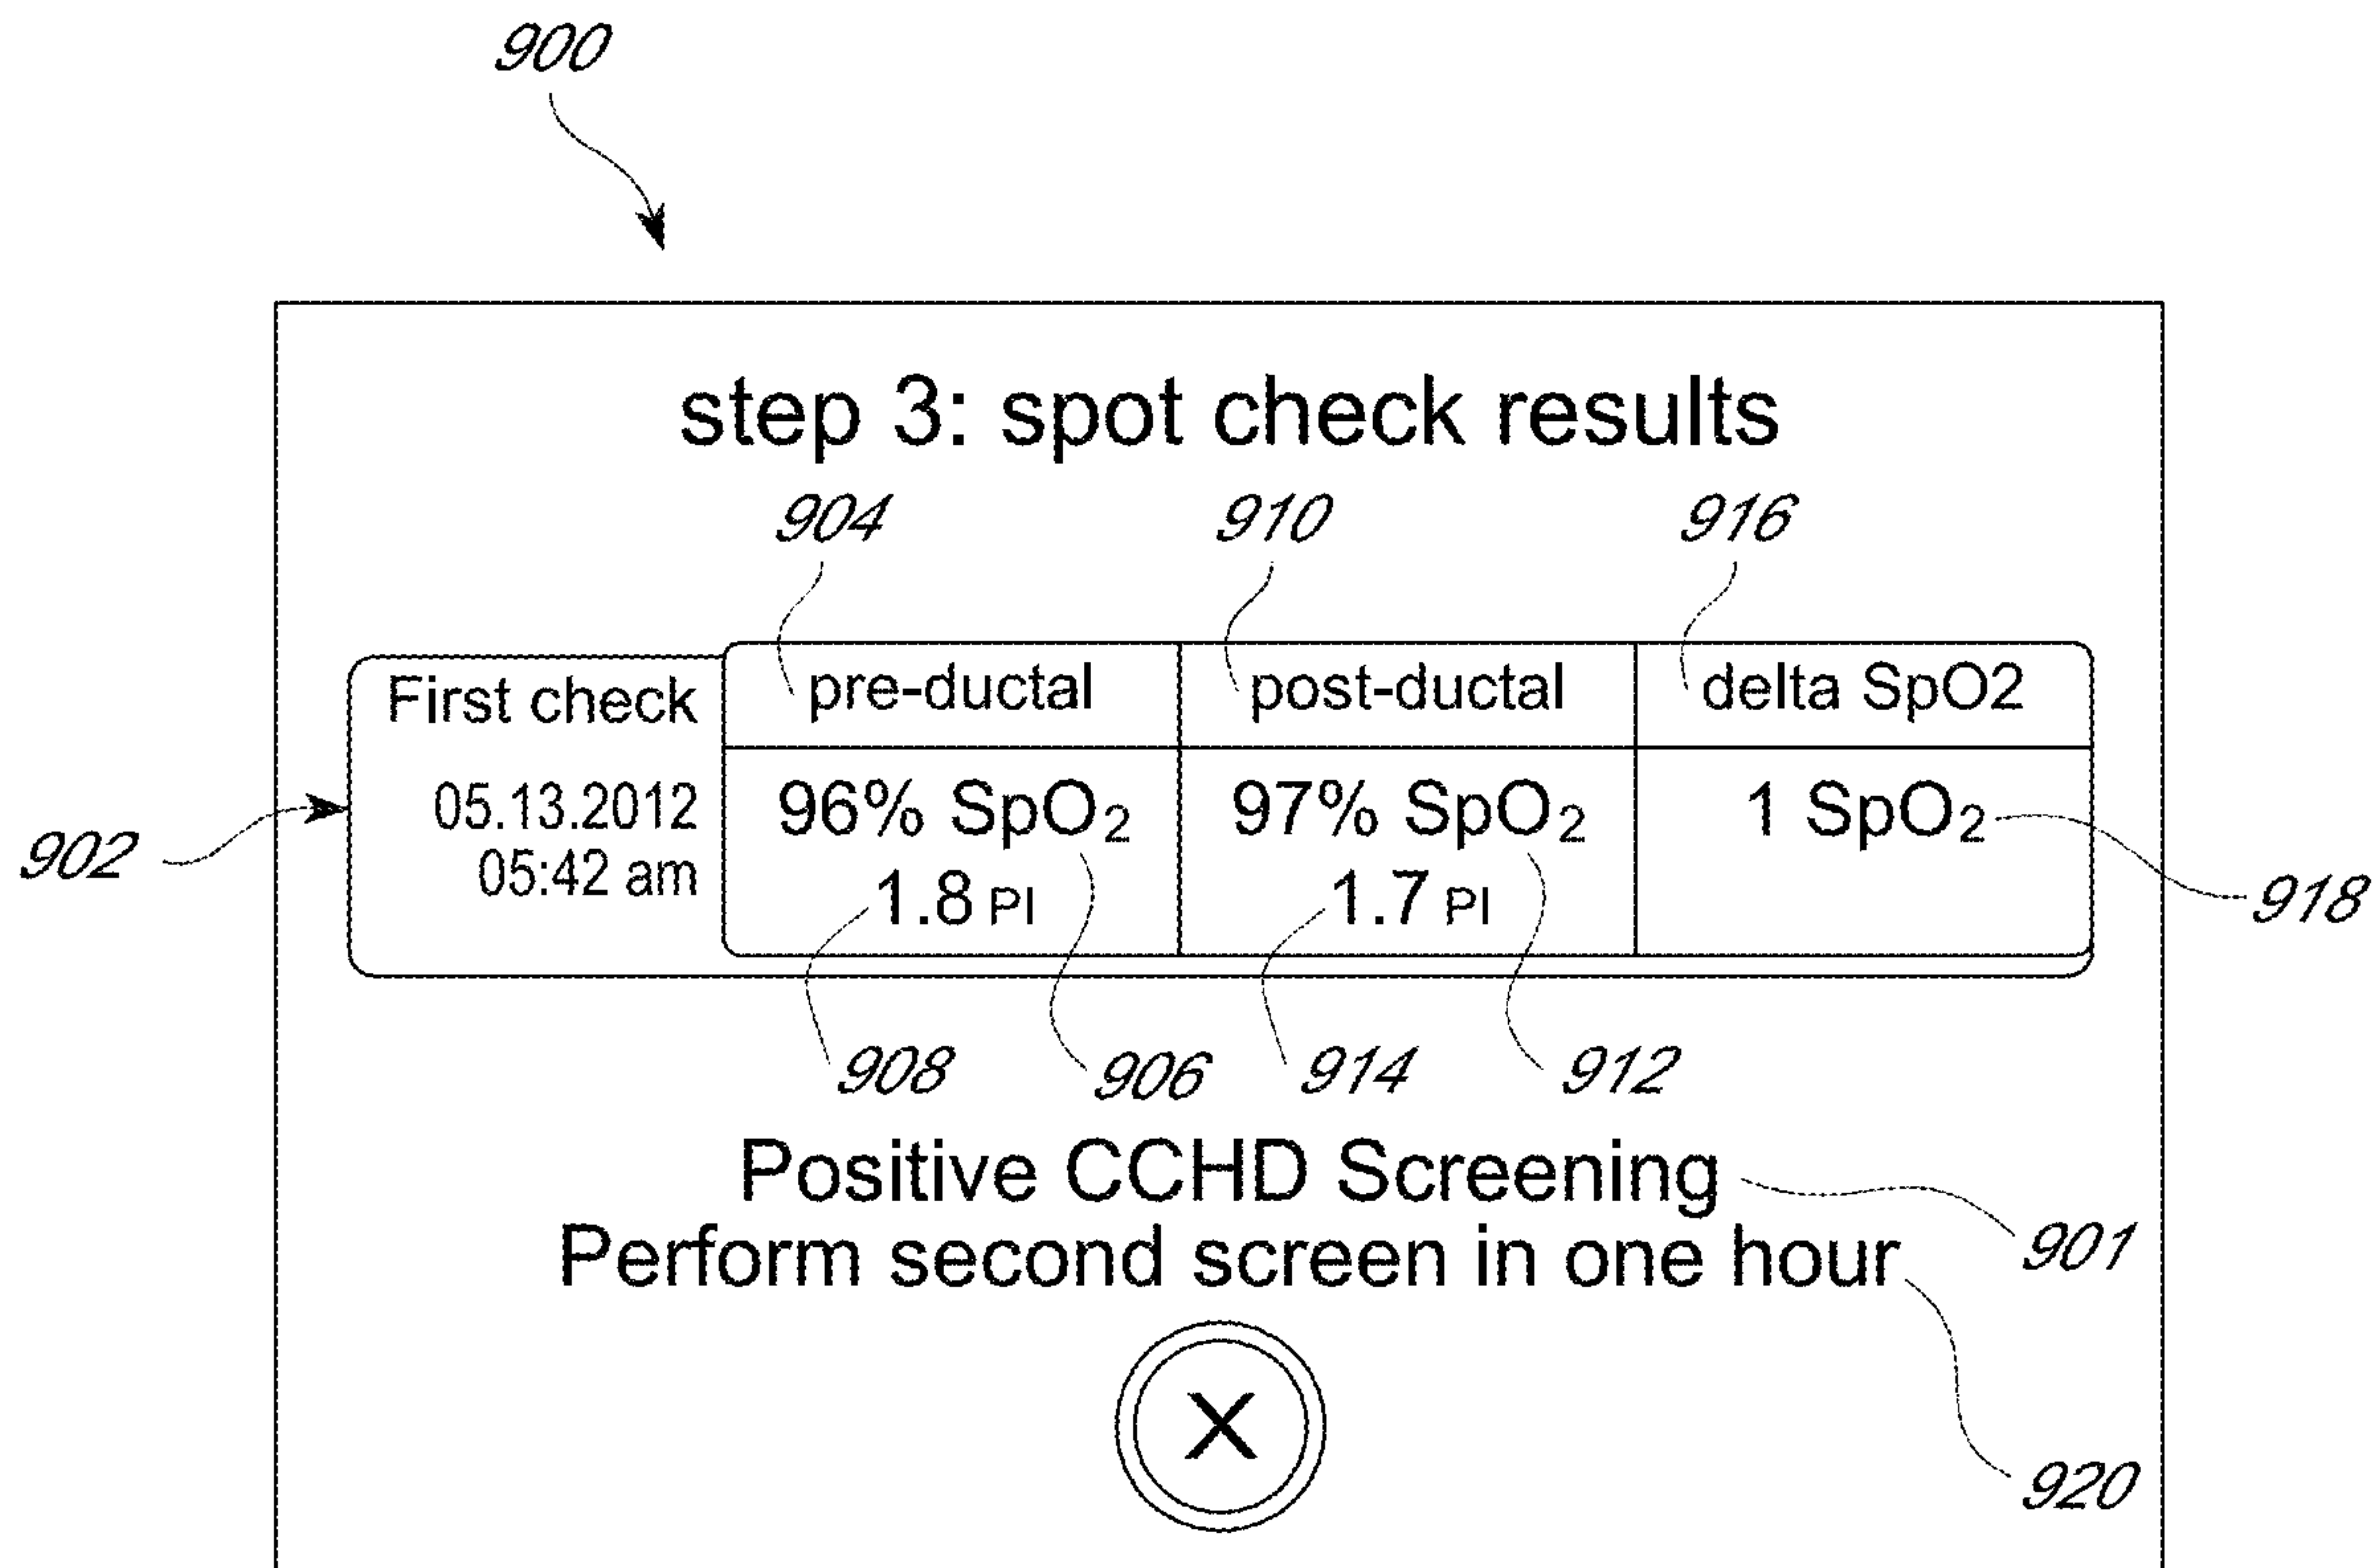 900
step 3: spot check results
904 910 916
First check pre-ductal post-ductal delta SpO2
05.13.2012 96% SpO₂ 97% SpO₂ 1 SpO₂
902
05:42 am 1.8 PI 1.7 PI
918
908 906 914 912
Positive CCHD Screening
901
Perform second screen in one hour
X
920